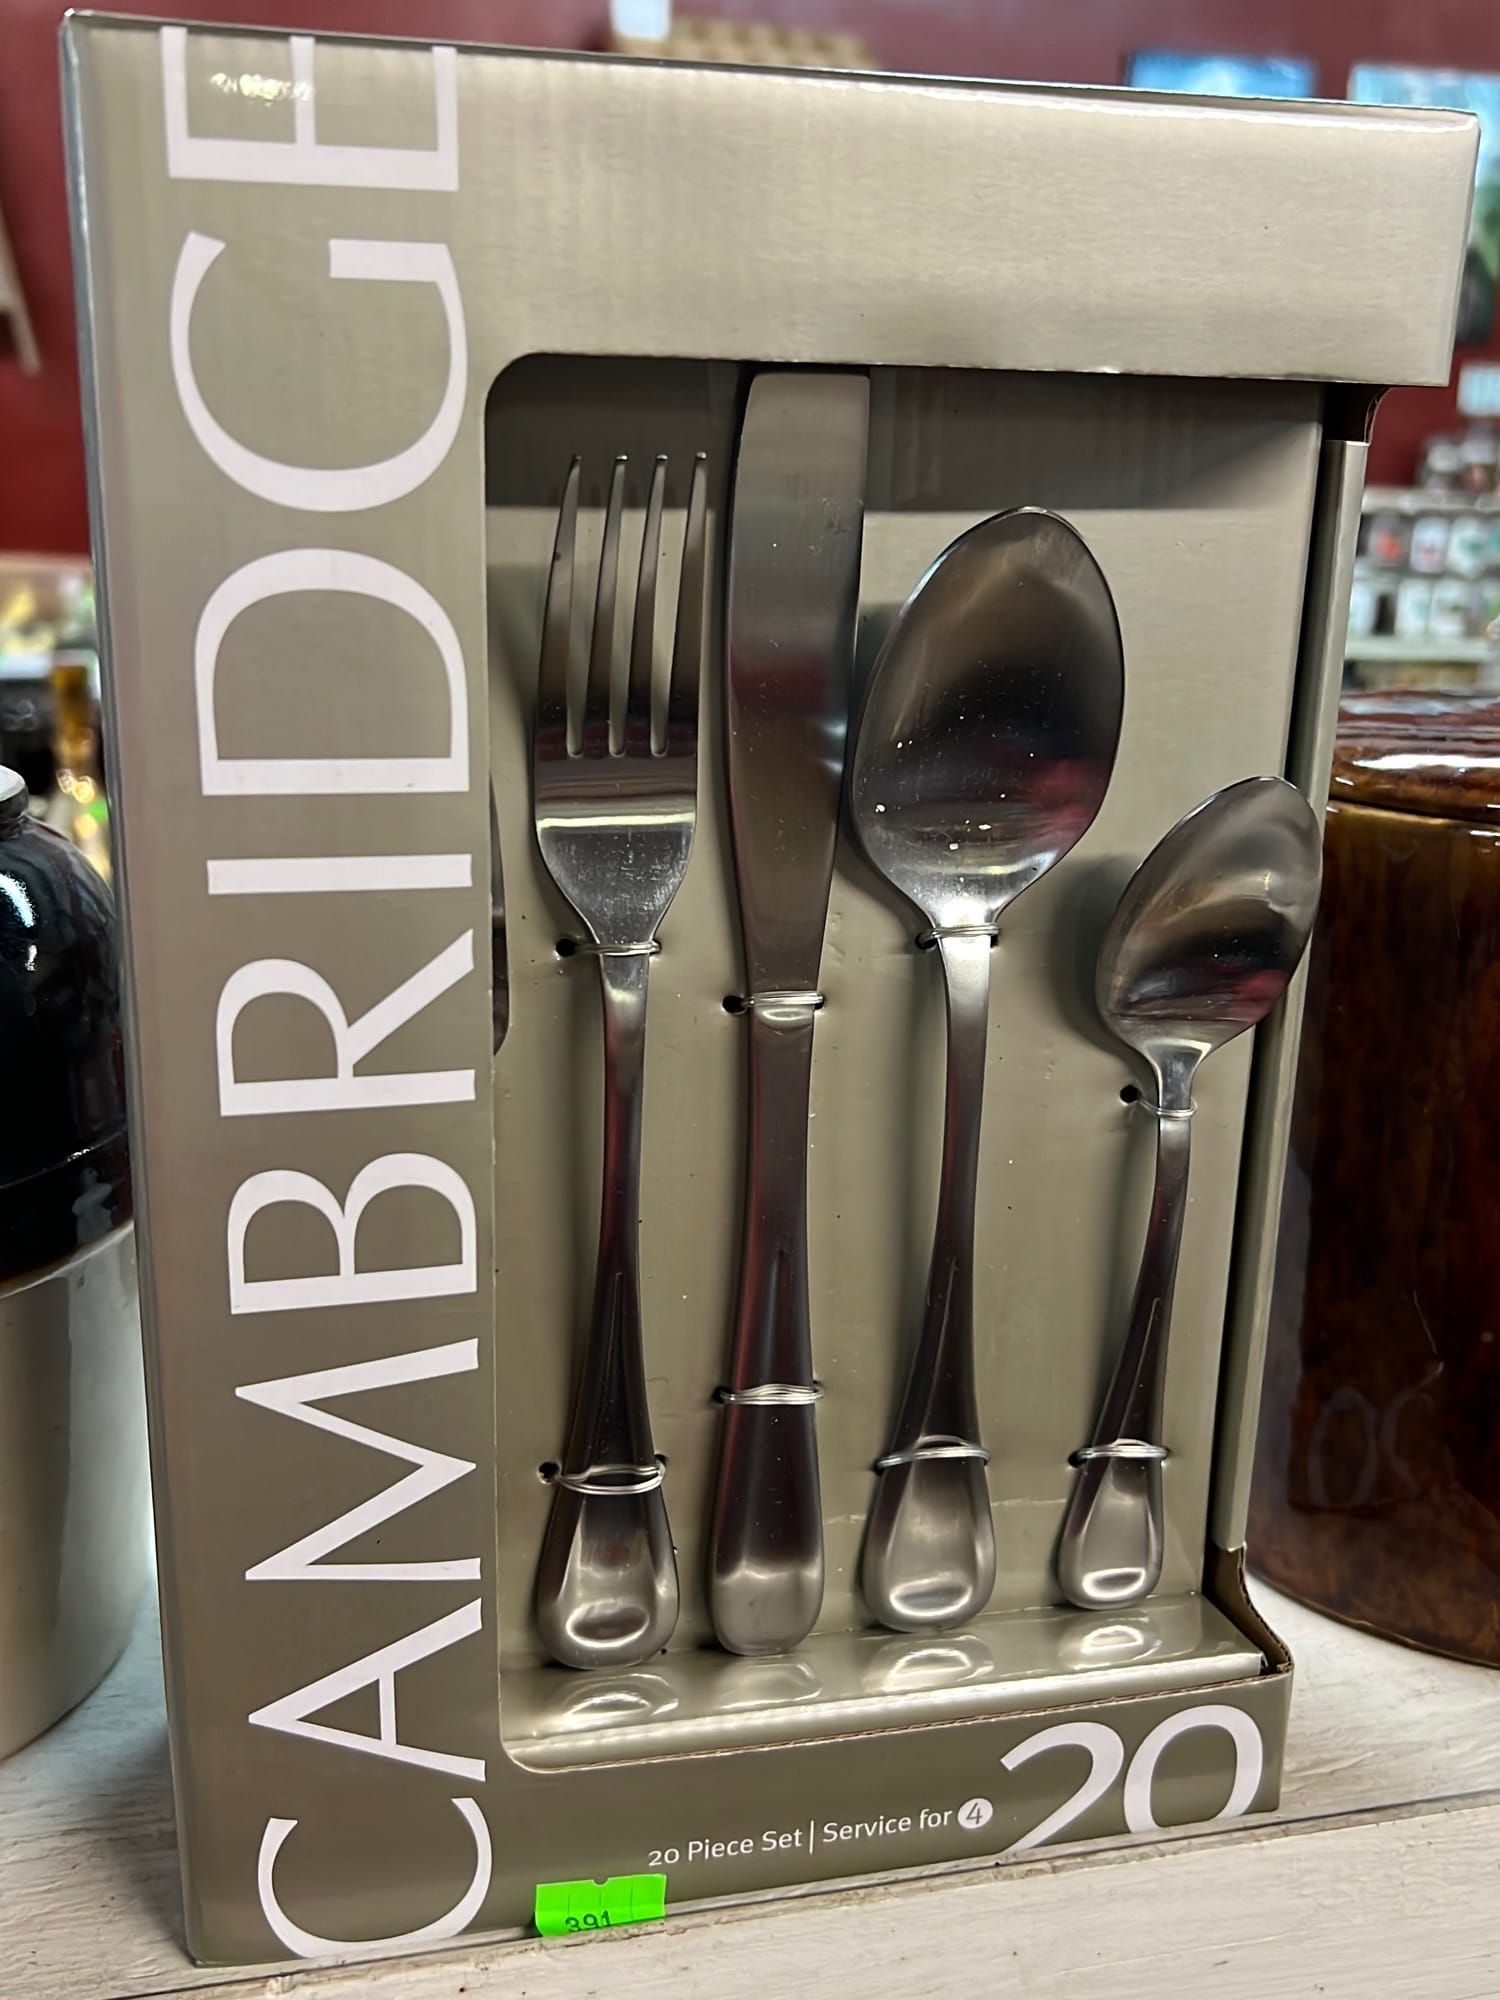 CAMBRIDGE
20 Piece Set | Service for 4
20
391